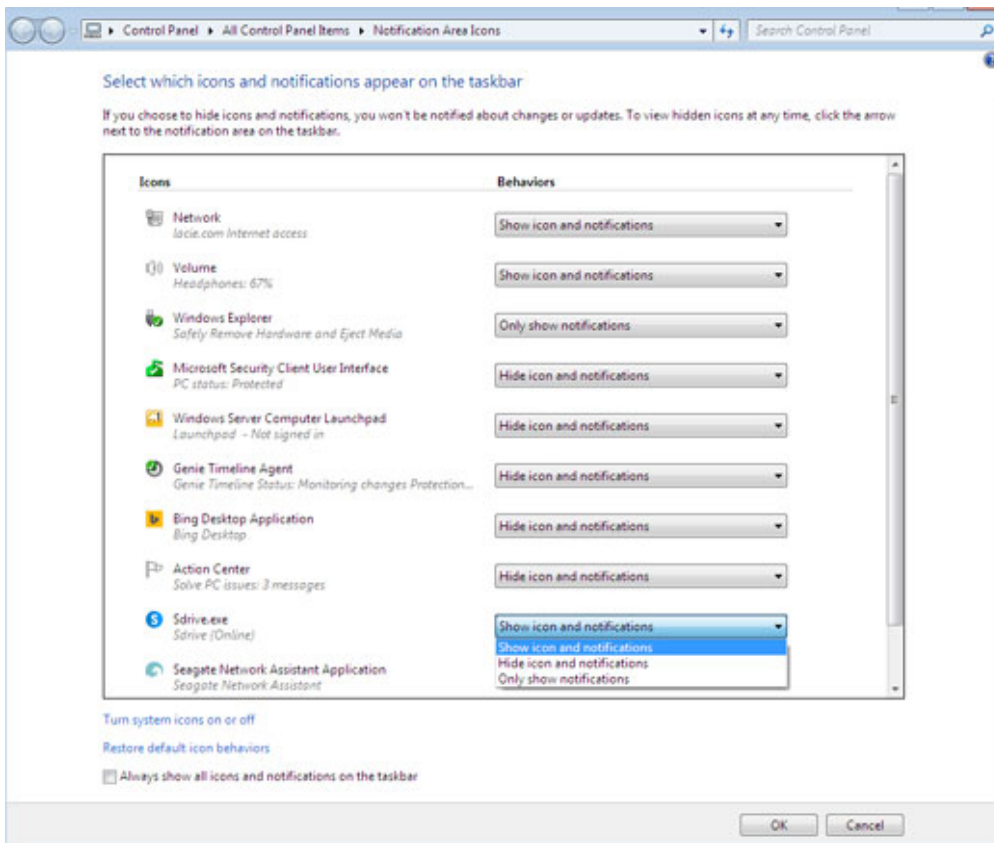 Control Panel ▸ All Control Panel Items ▸ Notification Area Icons
Search Control Panel
Select which icons and notifications appear on the taskbar
If you choose to hide icons and notifications, you won't be notified about changes or updates. To view hidden icons at any time, click the arrow
next to the notification area on the taskbar.
Icons Behaviors
Network
lacie.com Internet access
Show icon and notifications
Volume
Headphones: 67%
Show icon and notifications
Windows Explorer
Safely Remove Hardware and Eject Media
Only show notifications
Microsoft Security Client User Interface
PC status: Protected
Hide icon and notifications
Windows Server Computer Launchpad
Launchpad - Not signed in
Hide icon and notifications
Genie Timeline Agent
Genie Timeline Status: Monitoring changes Protection...
Hide icon and notifications
Bing Desktop Application
Bing Desktop
Hide icon and notifications
Action Center
Solve PC issues: 3 messages
Hide icon and notifications
Sdrive.exe
Sdrive (Online)
Show icon and notifications
Show icon and notifications
Hide icon and notifications
Only show notifications
Seagate Network Assistant Application
Seagate Network Assistant
Turn system icons on or off
Restore default icon behaviors
Always show all icons and notifications on the taskbar
OK Cancel